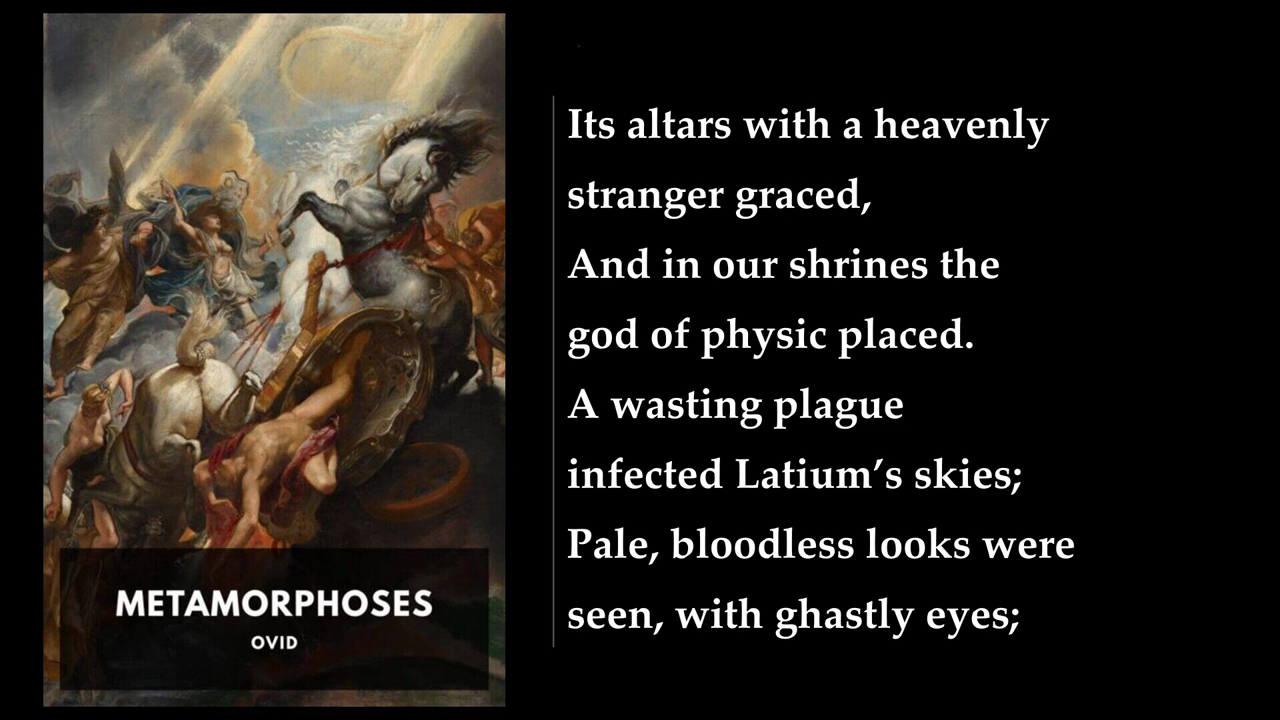 METAMORPHOSES
OVID
Its altars with a heavenly
stranger graced,
And in our shrines the
god of physic placed.
A wasting plague
infected Latium’s skies;
Pale, bloodless looks were
seen, with ghastly eyes;